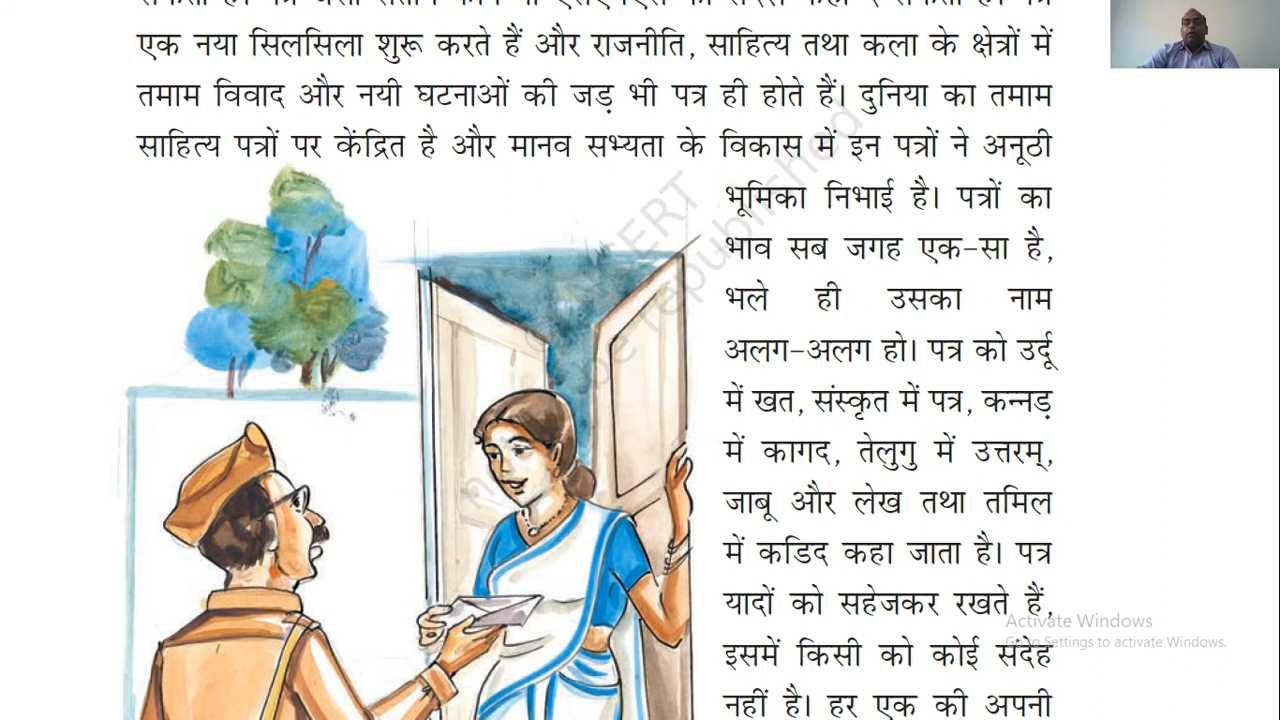 एक नया सिलसिला शुरू करते हैं और राजनीति, साहित्य तथा कला के क्षेत्रों में
तमाम विवाद और नयी घटनाओं की जड़ भी पत्र ही होते हैं। दुनिया का तमाम
साहित्य पत्रों पर केंद्रित है और मानव सभ्यता के विकास में इन पत्रों ने अनूठी
भूमिका निभाई है। पत्रों का
भाव सब जगह एक-सा है,
भले ही उसका नाम
अलग-अलग हो। पत्र को उर्दू
में खत, संस्कृत में पत्र, कन्नड़
में कागद, तेलुगु में उत्तरम्,
जाबू और लेख तथा तमिल
में कडिद कहा जाता है। पत्र
यादों को सहेजकर रखते हैं,
इसमें किसी को कोई संदेह
नहीं है। हर एक की अपनी
republished
Activate Windows
Go to Settings to activate Windows.